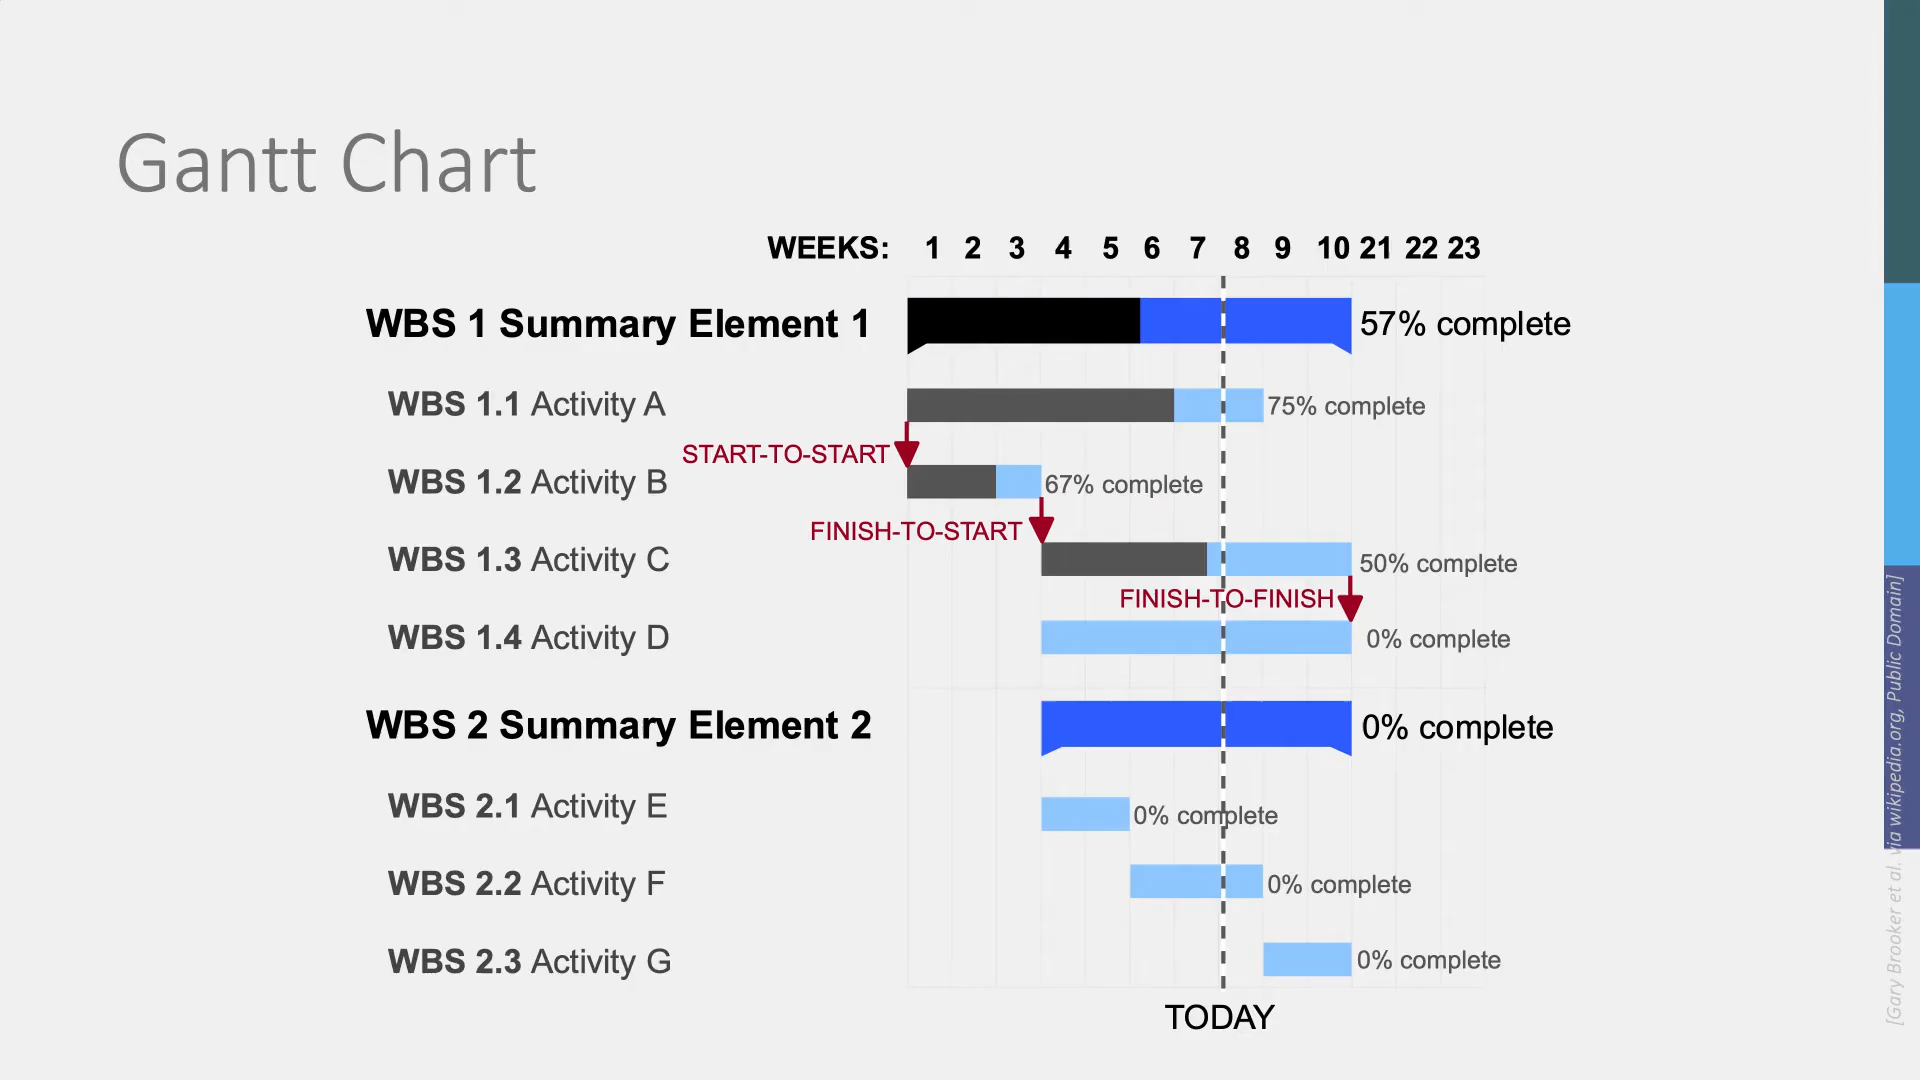 Gantt Chart
WEEKS: 1 2 3 4 5 6 7 8 9 10 21 22 23
WBS 1 Summary Element 1 57% complete
WBS 1.1 Activity A 75% complete
START-TO-START
WBS 1.2 Activity B 67% complete
FINISH-TO-START
WBS 1.3 Activity C 50% complete
FINISH-TO-FINISH
WBS 1.4 Activity D 0% complete
WBS 2 Summary Element 2 0% complete
WBS 2.1 Activity E 0% complete
WBS 2.2 Activity F 0% complete
WBS 2.3 Activity G 0% complete
TODAY
[Gary Brooker et al. via wikipedia.org, Public Domain]